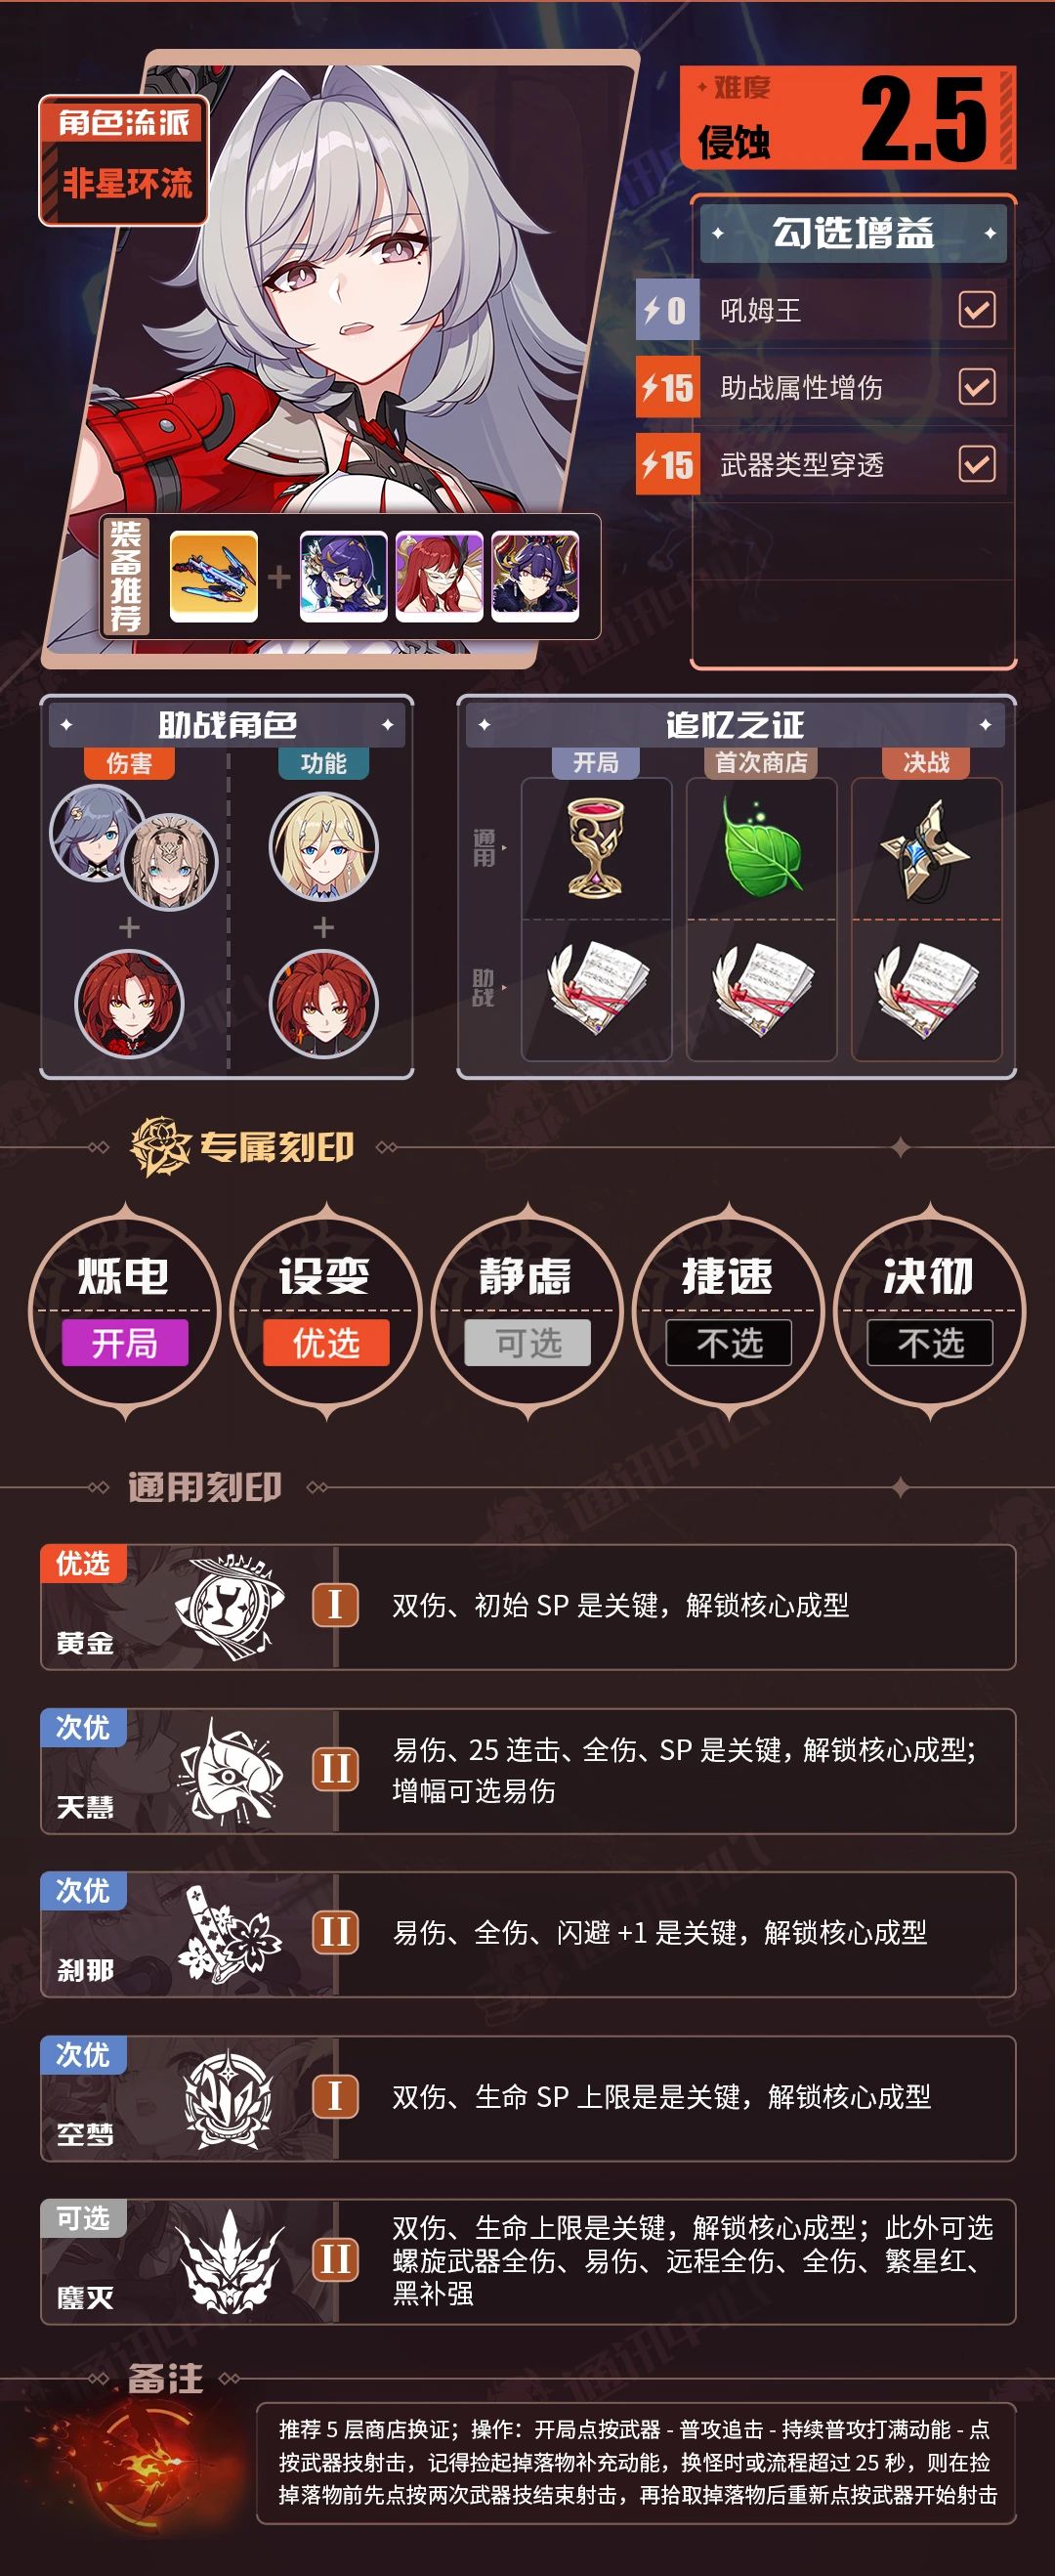 角色流派
非星环流
难度
侵蚀
2.5
勾选增益
0 吼姆王
15 助战属性增伤
15 武器类型穿透
装备推荐
助战角色
伤害
功能
追忆之证
开局
首次商店
决战
通用
助战
专属刻印
烁电
开局
设变
优选
静虑
可选
捷速
不选
决彻
不选
通用刻印
优选
黄金
I
双伤、初始 SP 是关键，解锁核心成型
次优
天慧
II
易伤、25 连击、全伤、SP 是关键，解锁核心成型；
增幅可选易伤
次优
刹那
II
易伤、全伤、闪避 +1 是关键，解锁核心成型
次优
空梦
I
双伤、生命 SP 上限是是关键，解锁核心成型
可选
鏖灭
II
双伤、生命上限是关键，解锁核心成型；此外可选
螺旋武器全伤、易伤、远程全伤、全伤、繁星红、
黑补强
备注
推荐 5 层商店换证；操作：开局点按武器 - 普攻追击 - 持续普攻打满动能 - 点
按武器技射击，记得捡起掉落物补充动能，换怪时或流程超过 25 秒，则在捡
掉落物前先点按两次武器技结束射击，再拾取掉落物后重新点按武器开始射击